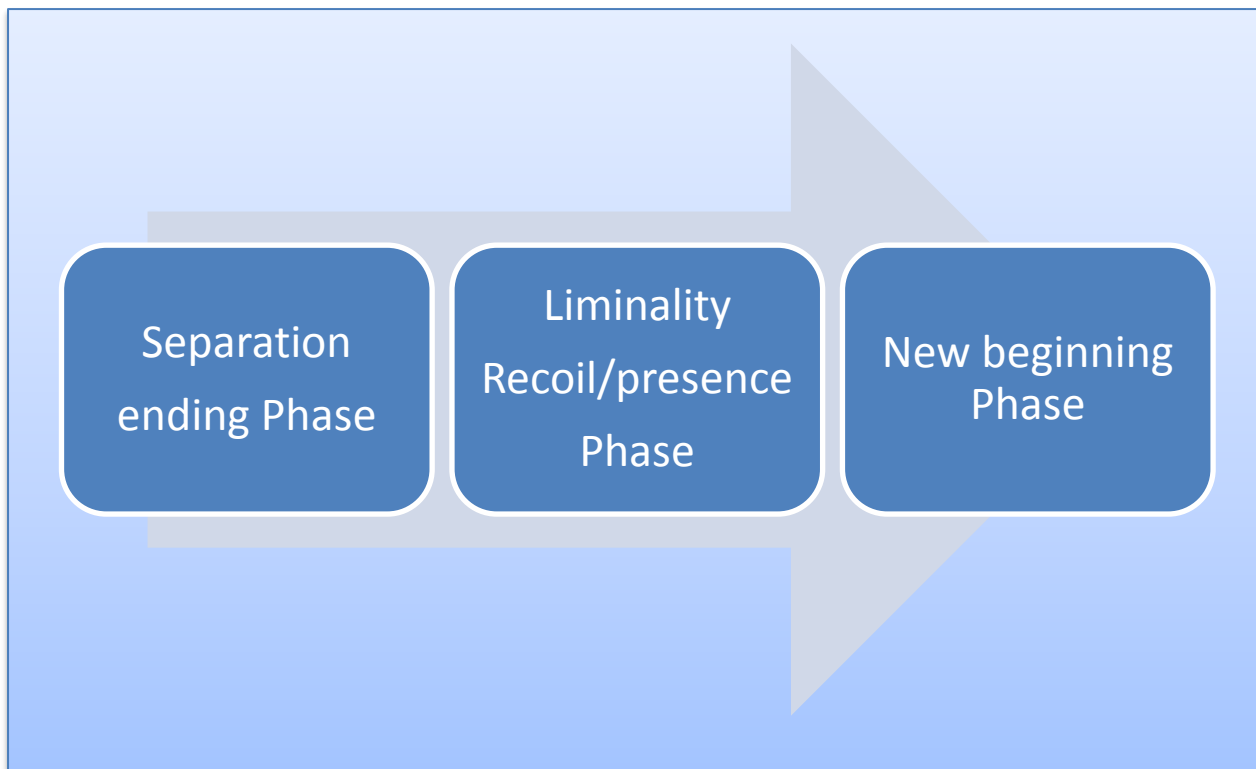 Separation
ending Phase
Liminality
Recoil/presence
Phase
New beginning
Phase